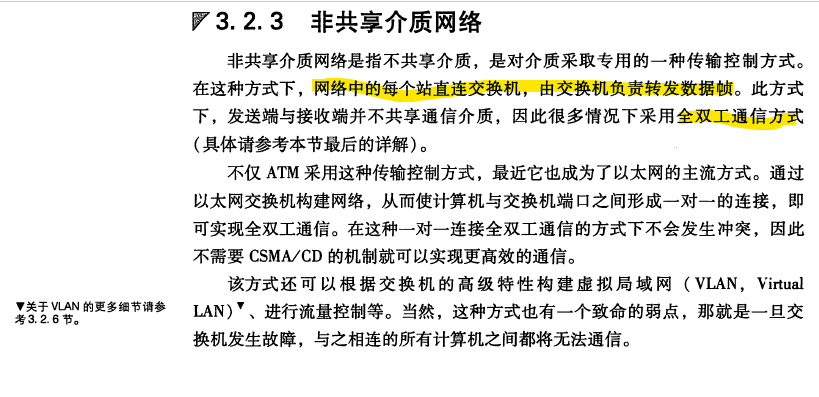 3.2.3 非共享介质网络
非共享介质网络是指不共享介质，是对介质采取专用的一种传输控制方式。
在这种方式下，网络中的每个站直连交换机，由交换机负责转发数据帧。此方式
下，发送端与接收端并不共享通信介质，因此很多情况下采用全双工通信方式
（具体请参考本节最后的详解）。
不仅 ATM 采用这种传输控制方式，最近它也成为了以太网的主流方式。通过
以太网交换机构建网络，从而使计算机与交换机端口之间形成一对一的连接，即
可实现全双工通信。在这种一对一连接全双工通信的方式下不会发生冲突，因此
不需要 CSMA/CD 的机制就可以实现更高效的通信。
该方式还可以根据交换机的高级特性构建虚拟局域网（VLAN，Virtual
LAN）▼、进行流量控制等。当然，这种方式也有一个致命的弱点，那就是一旦交
换机发生故障，与之相连的所有计算机之间都将无法通信。
▼关于 VLAN 的更多细节请参
考3.2.6节。